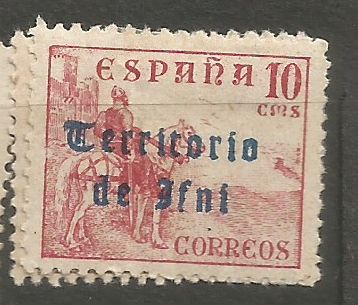 ESPAÑA 10
CMS
Territorio
de Ifni
CORREOS